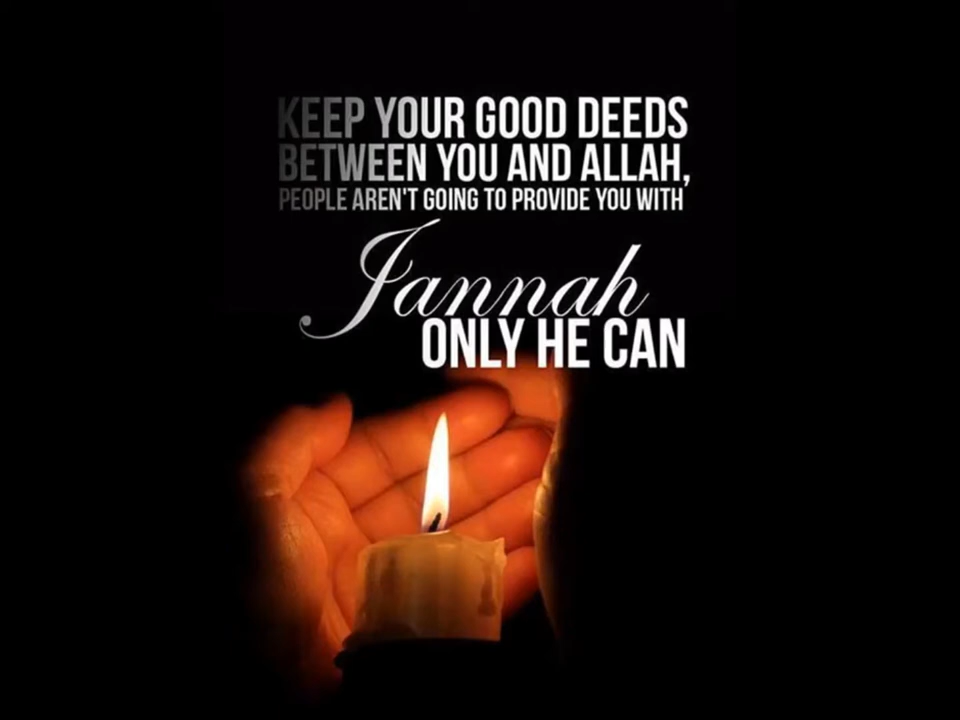 KEEP YOUR GOOD DEEDS
BETWEEN YOU AND ALLAH,
PEOPLE AREN'T GOING TO PROVIDE YOU WITH
Jannah
ONLY HE CAN